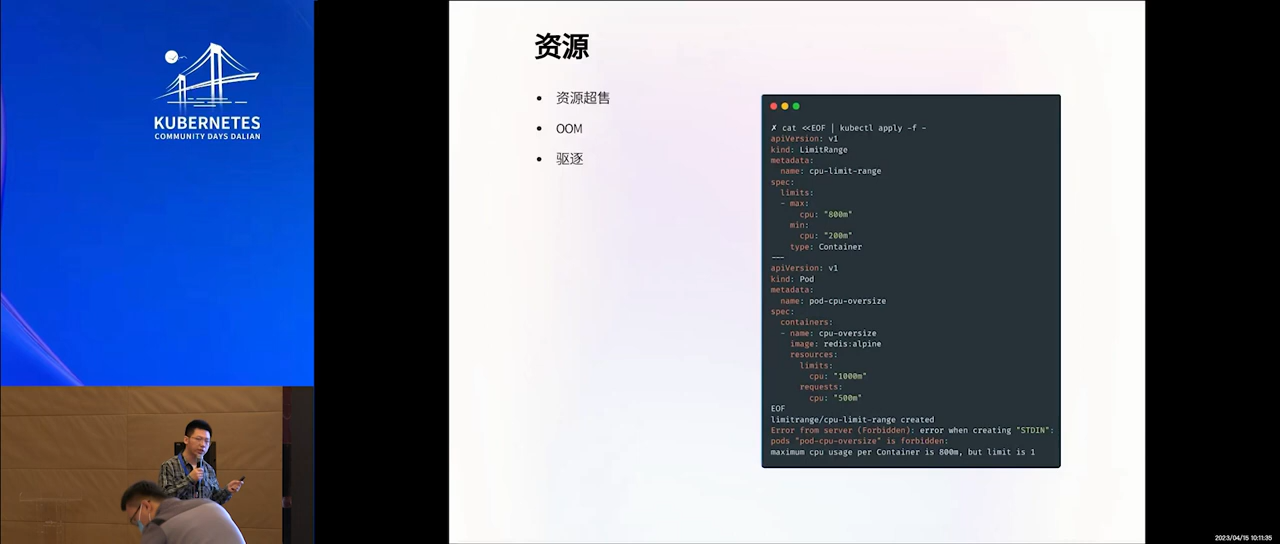 KUBERNETES
COMMUNITY DAYS DALIAN
资源
• 资源超售
• OOM
• 驱逐
✗ cat <<EOF | kubectl apply -f -
apiVersion: v1
kind: LimitRange
metadata:
  name: cpu-limit-range
spec:
  limits:
  - max:
      cpu: "800m"
    min:
      cpu: "200m"
    type: Container
---
apiVersion: v1
kind: Pod
metadata:
  name: pod-cpu-oversize
spec:
  containers:
  - name: cpu-oversize
    image: redis:alpine
    resources:
      limits:
        cpu: "1000m"
      requests:
        cpu: "500m"
EOF
limitrange/cpu-limit-range created
Error from server (Forbidden): error when creating "STDIN":
pods "pod-cpu-oversize" is forbidden:
maximum cpu usage per Container is 800m, but limit is 1
2023/04/15 10:11:35